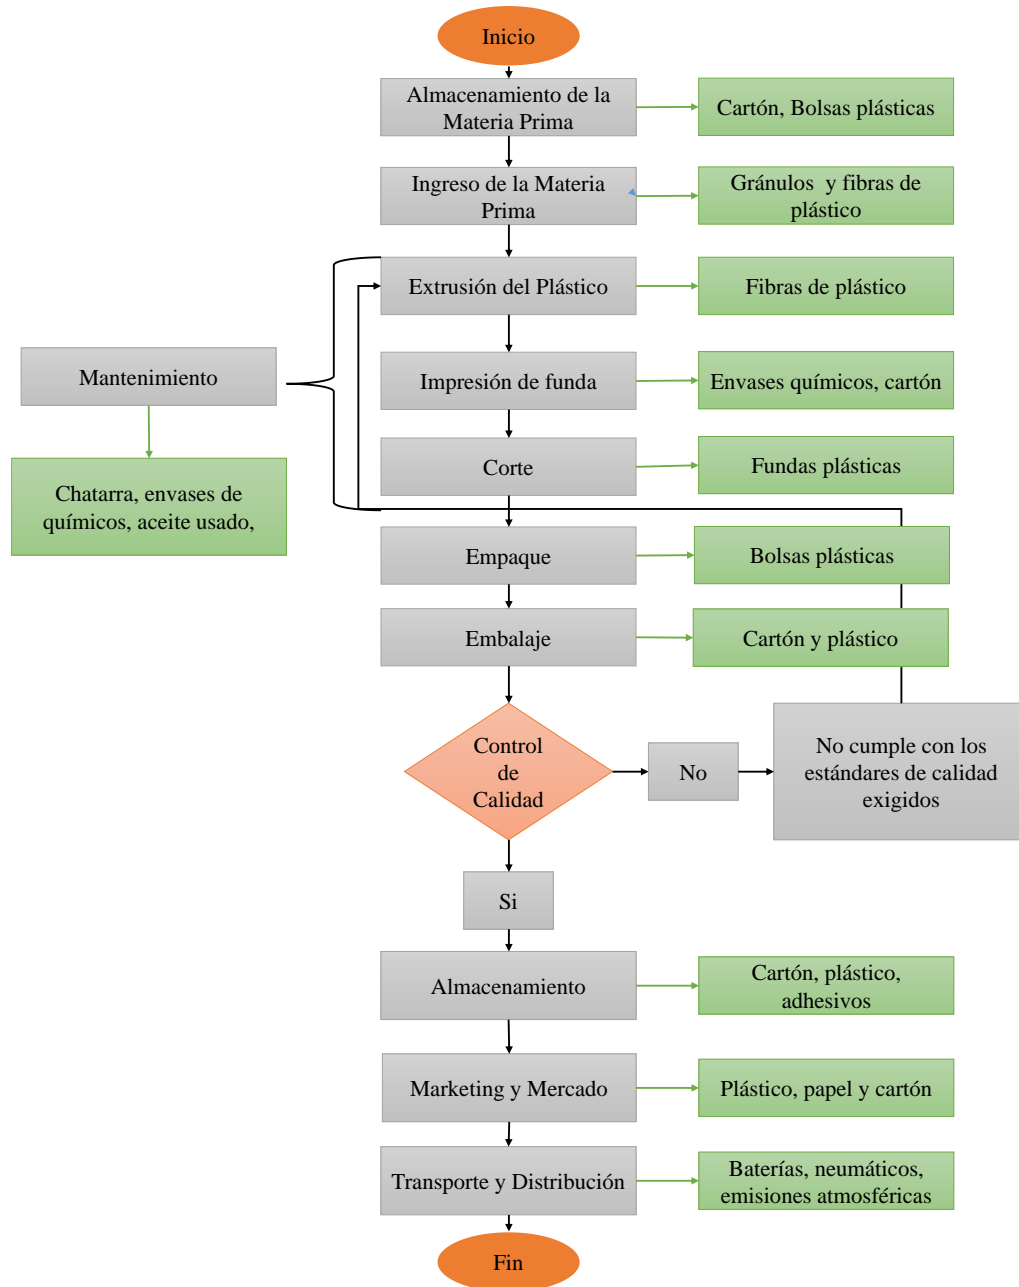 Inicio
Almacenamiento de la
Materia Prima
Cartón, Bolsas plásticas
Ingreso de la Materia
Prima
Gránulos y fibras de
plástico
Extrusión del Plástico
Fibras de plástico
Mantenimiento
Impresión de funda
Envases químicos, cartón
Corte
Fundas plásticas
Chatarra, envases de
químicos, aceite usado,
Empaque
Bolsas plásticas
Embalaje
Cartón y plástico
Control
de
Calidad
No
No cumple con los
estándares de calidad
exigidos
Si
Almacenamiento
Cartón, plástico,
adhesivos
Marketing y Mercado
Plástico, papel y cartón
Transporte y Distribución
Baterías, neumáticos,
emisiones atmosféricas
Fin